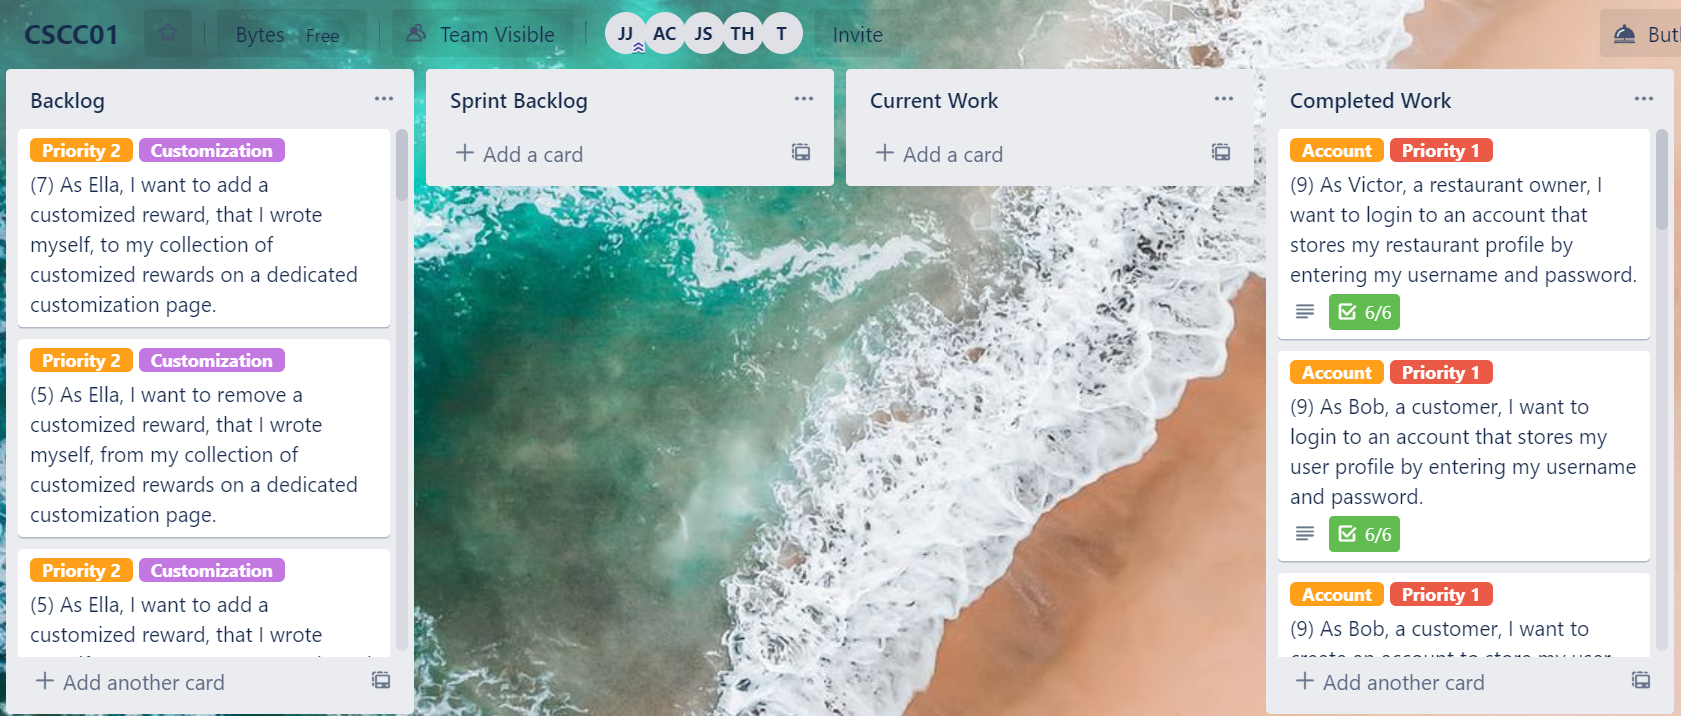 CSCC01
Bytes Free
Team Visible
JJ AC JS TH T
Invite
Backlog
Priority 2 Customization
(7) As Ella, I want to add a
customized reward, that I wrote
myself, to my collection of
customized rewards on a dedicated
customization page.
Priority 2 Customization
(5) As Ella, I want to remove a
customized reward, that I wrote
myself, from my collection of
customized rewards on a dedicated
customization page.
Priority 2 Customization
(5) As Ella, I want to add a
customized reward, that I wrote
+ Add another card
Sprint Backlog
+ Add a card
Current Work
+ Add a card
Completed Work
Account Priority 1
(9) As Victor, a restaurant owner, I
want to login to an account that
stores my restaurant profile by
entering my username and password.
6/6
Account Priority 1
(9) As Bob, a customer, I want to
login to an account that stores my
user profile by entering my username
and password.
6/6
Account Priority 1
(9) As Bob, a customer, I want to
create an account to store my user
+ Add another card